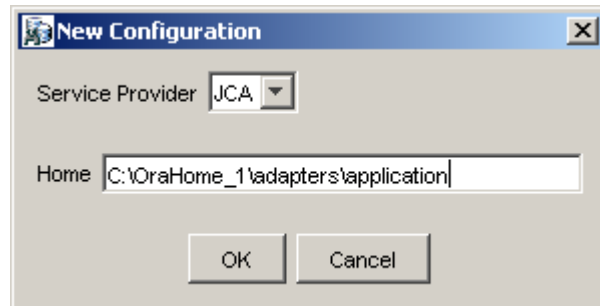 New Configuration
Service Provider JCA
Home C:\OraHome_1\adapters\application
OK Cancel